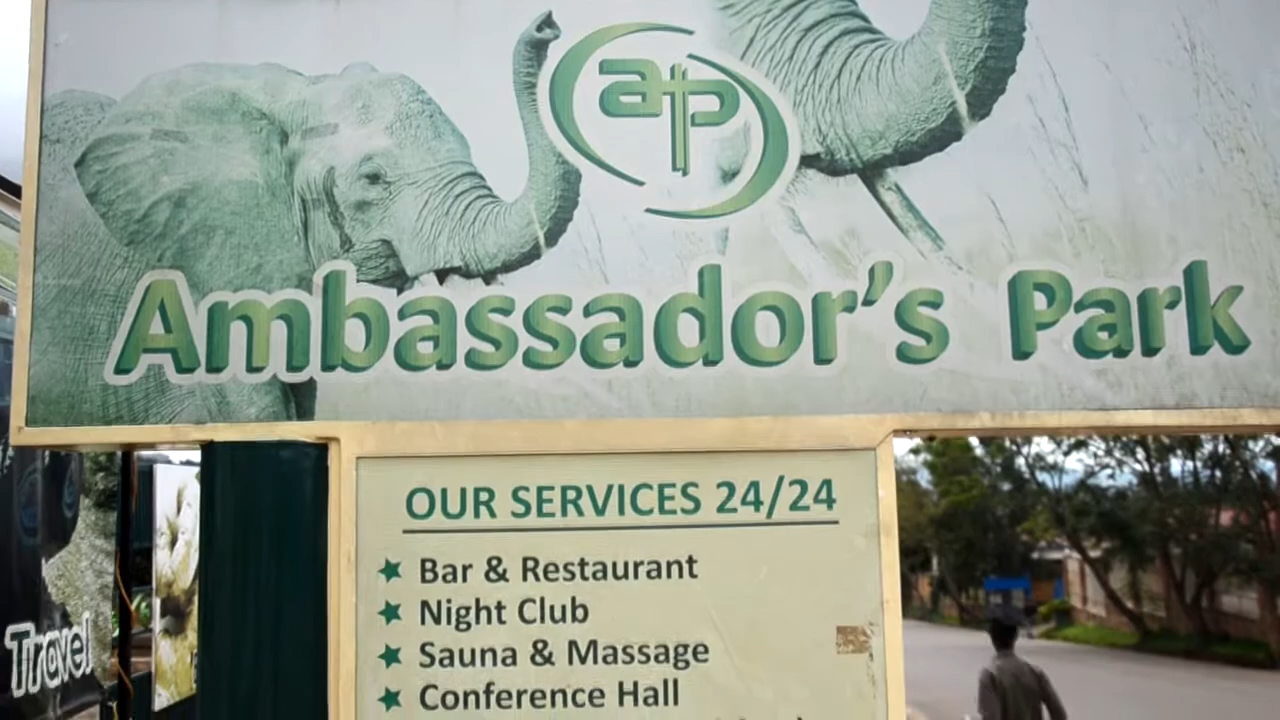 ap
Ambassador's Park
OUR SERVICES 24/24
Bar & Restaurant
Night Club
Sauna & Massage
Conference Hall
Travel